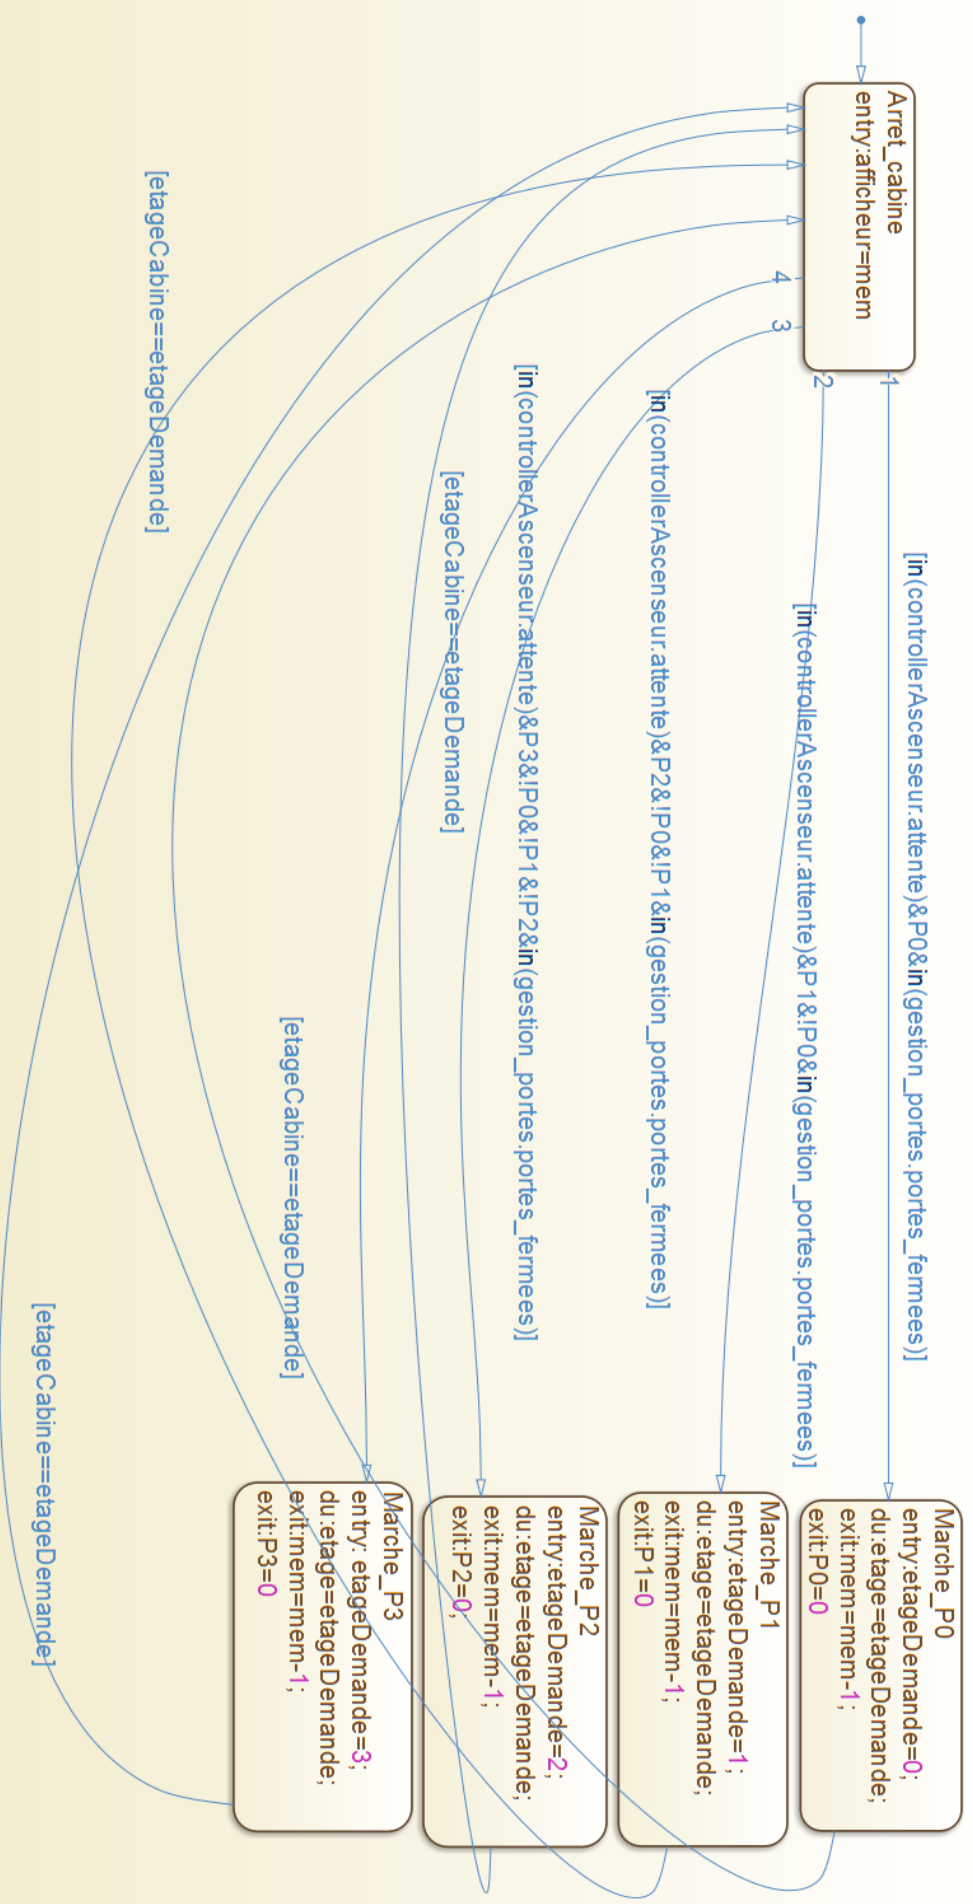 Arret_cabine
entry:afficheur=mem
1
2
3
4
[in(controllerAscenseur.attente)&P0&in(gestion_portes.portes_fermees)]
[in(controllerAscenseur.attente)&P1&!P0&in(gestion_portes.portes_fermees)]
[in(controllerAscenseur.attente)&P2&!P0&!P1&in(gestion_portes.portes_fermees)]
[in(controllerAscenseur.attente)&P3&!P0&!P1&!P2&in(gestion_portes.portes_fermees)]
[etageCabine==etageDemande]
[etageCabine==etageDemande]
[etageCabine==etageDemande]
[etageCabine==etageDemande]
Marche_P0
entry:etageDemande=0;
du:etage=etageDemande;
exit:mem=mem-1;
exit:P0=0
Marche_P1
entry:etageDemande=1;
du:etage=etageDemande;
exit:mem=mem-1;
exit:P1=0
Marche_P2
entry:etageDemande=2;
du:etage=etageDemande;
exit:mem=mem-1;
exit:P2=0;
Marche_P3
entry: etageDemande=3;
du:etage=etageDemande;
exit:mem=mem-1;
exit:P3=0